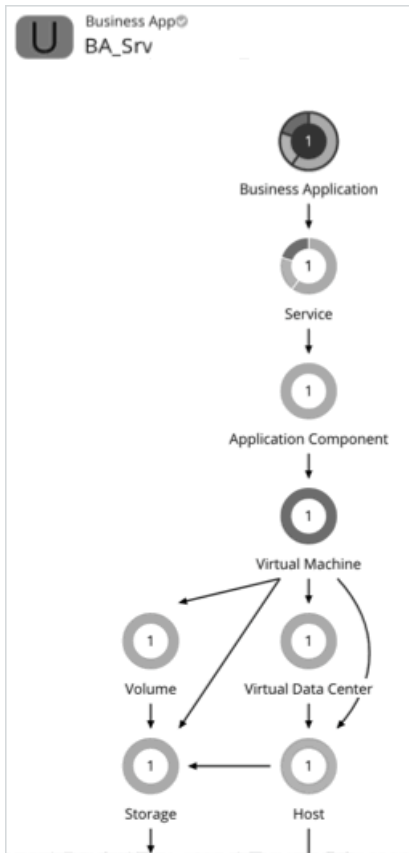 U
Business App
BA_Srv
1
Business Application
1
Service
1
Application Component
1
Virtual Machine
1
1
Volume
Virtual Data Center
1
1
Storage
Host